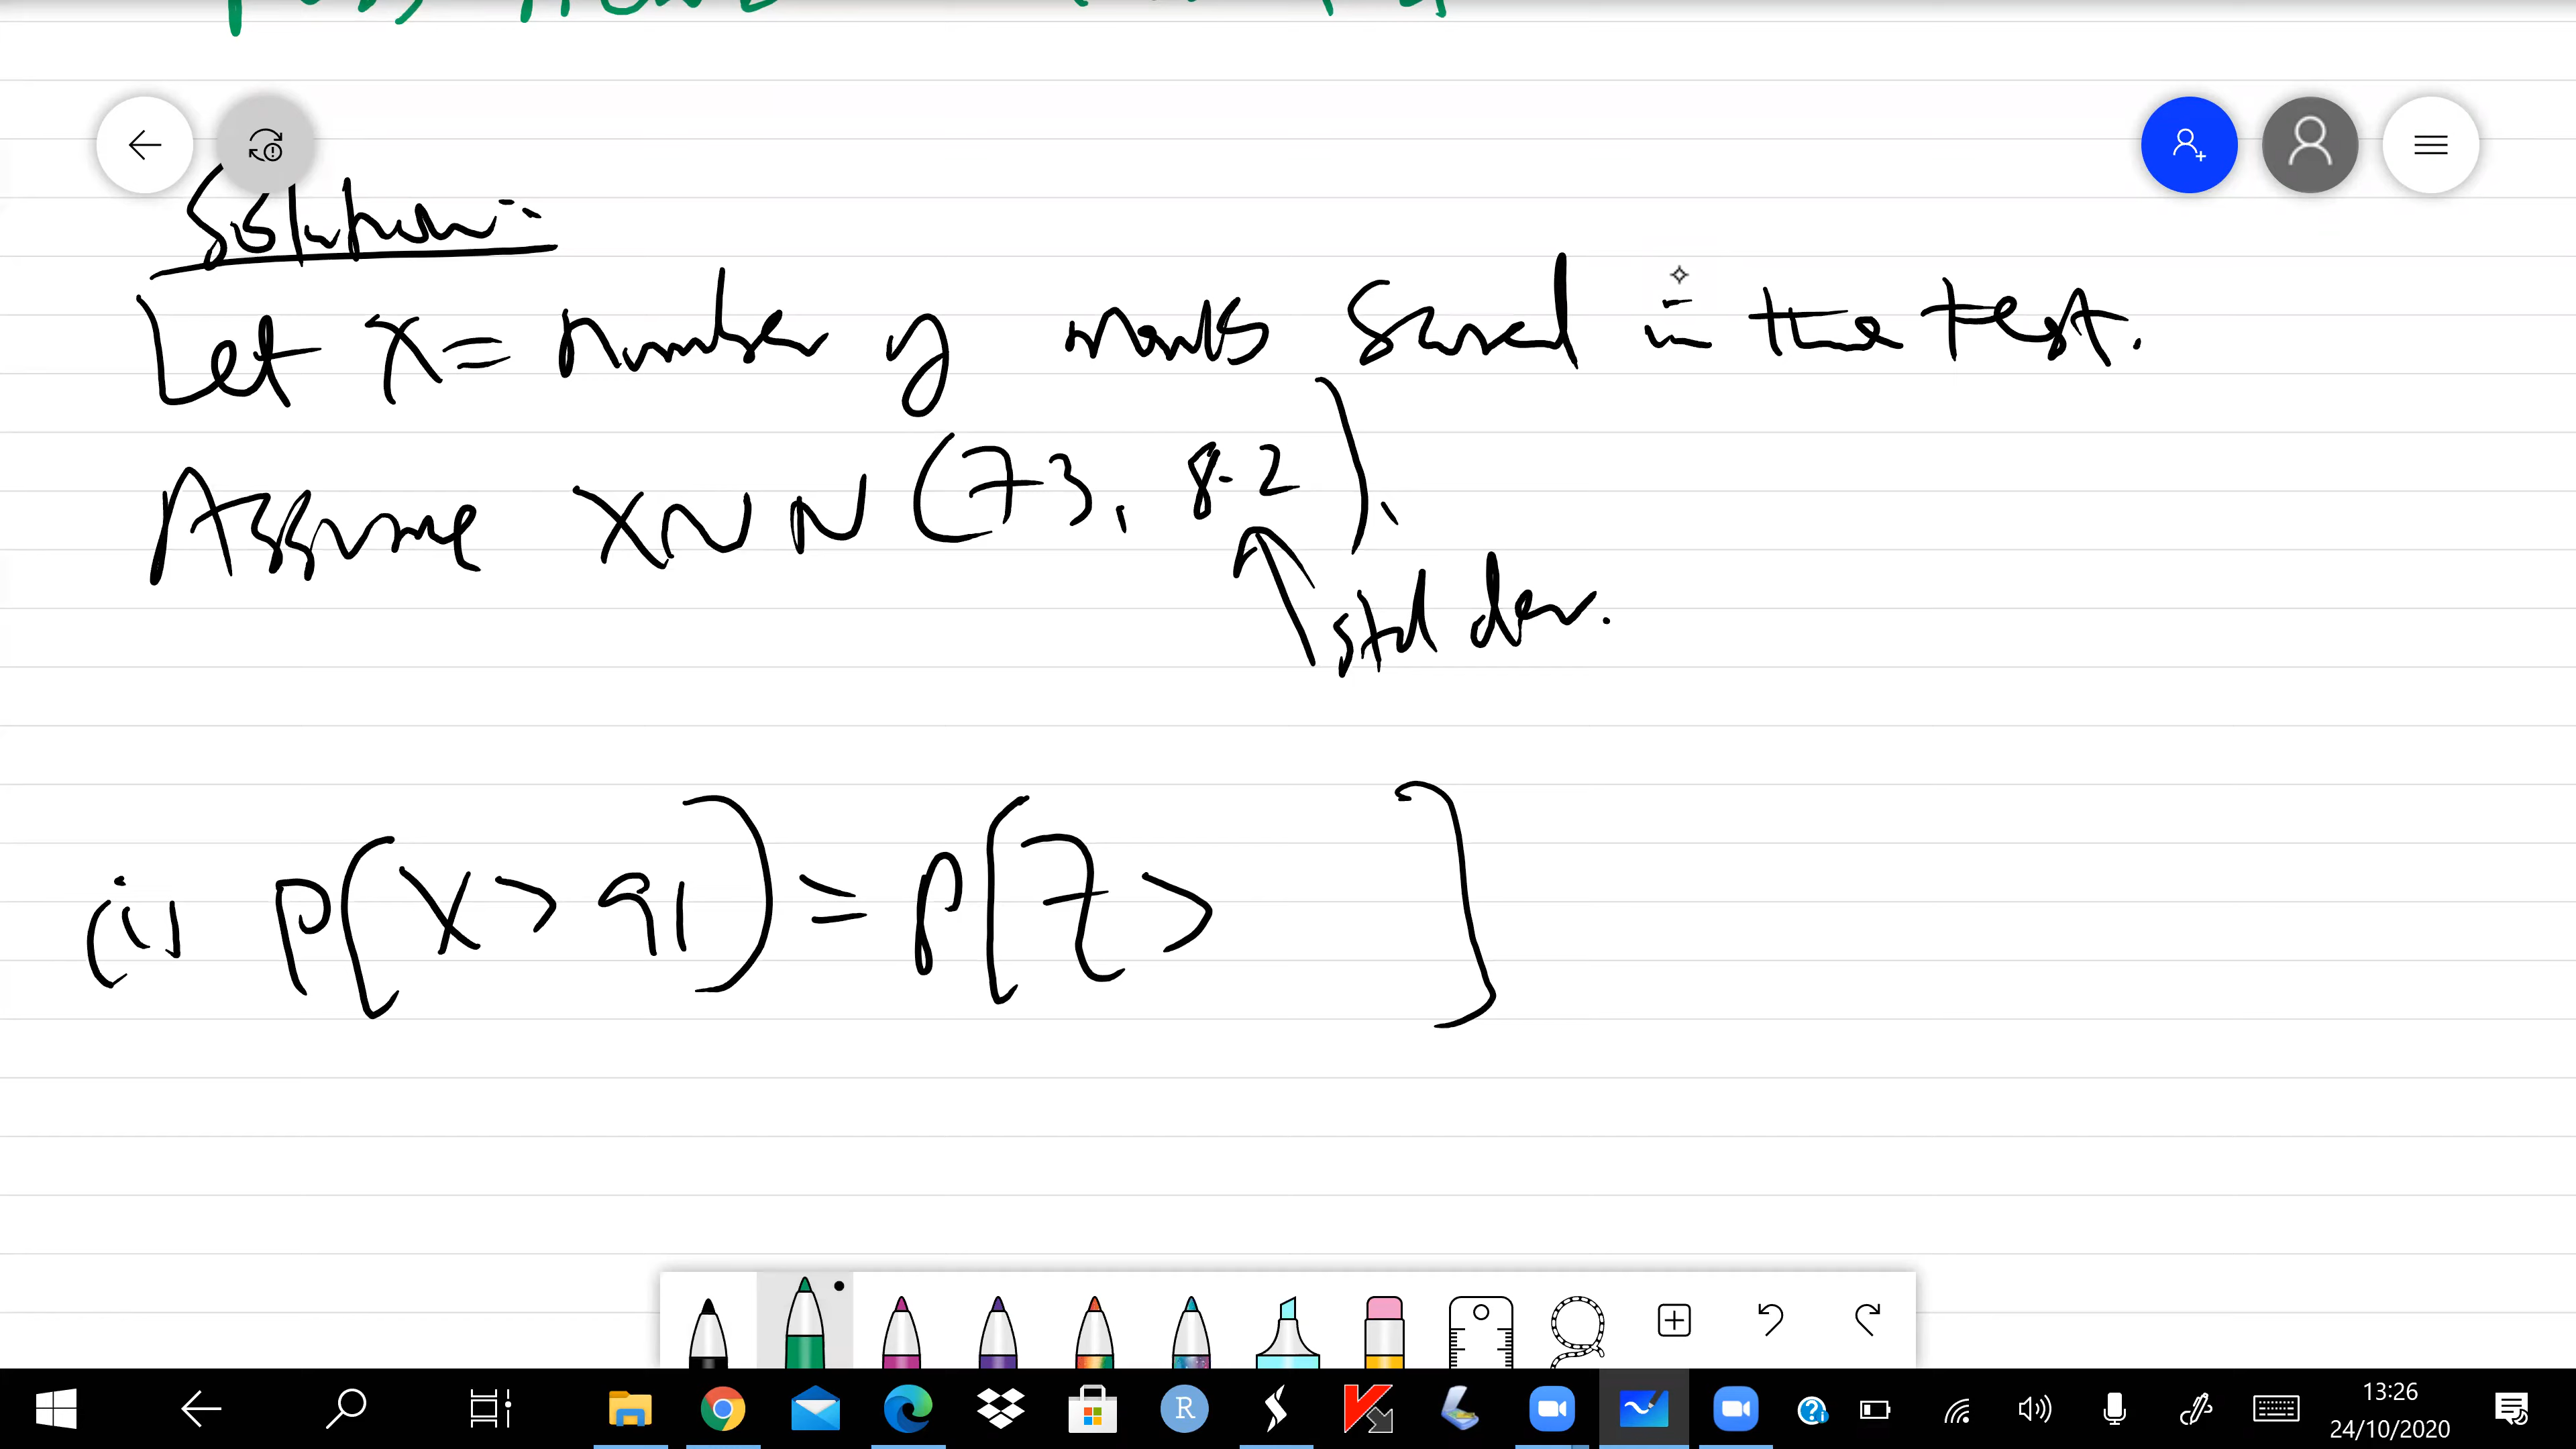 Solution:-
Let X = number of marks scored in the test.
Assume X ~ N (73, 8.2).
std dev.
(i) P(X > 91) = P[Z > ]
R
13:26
24/10/2020